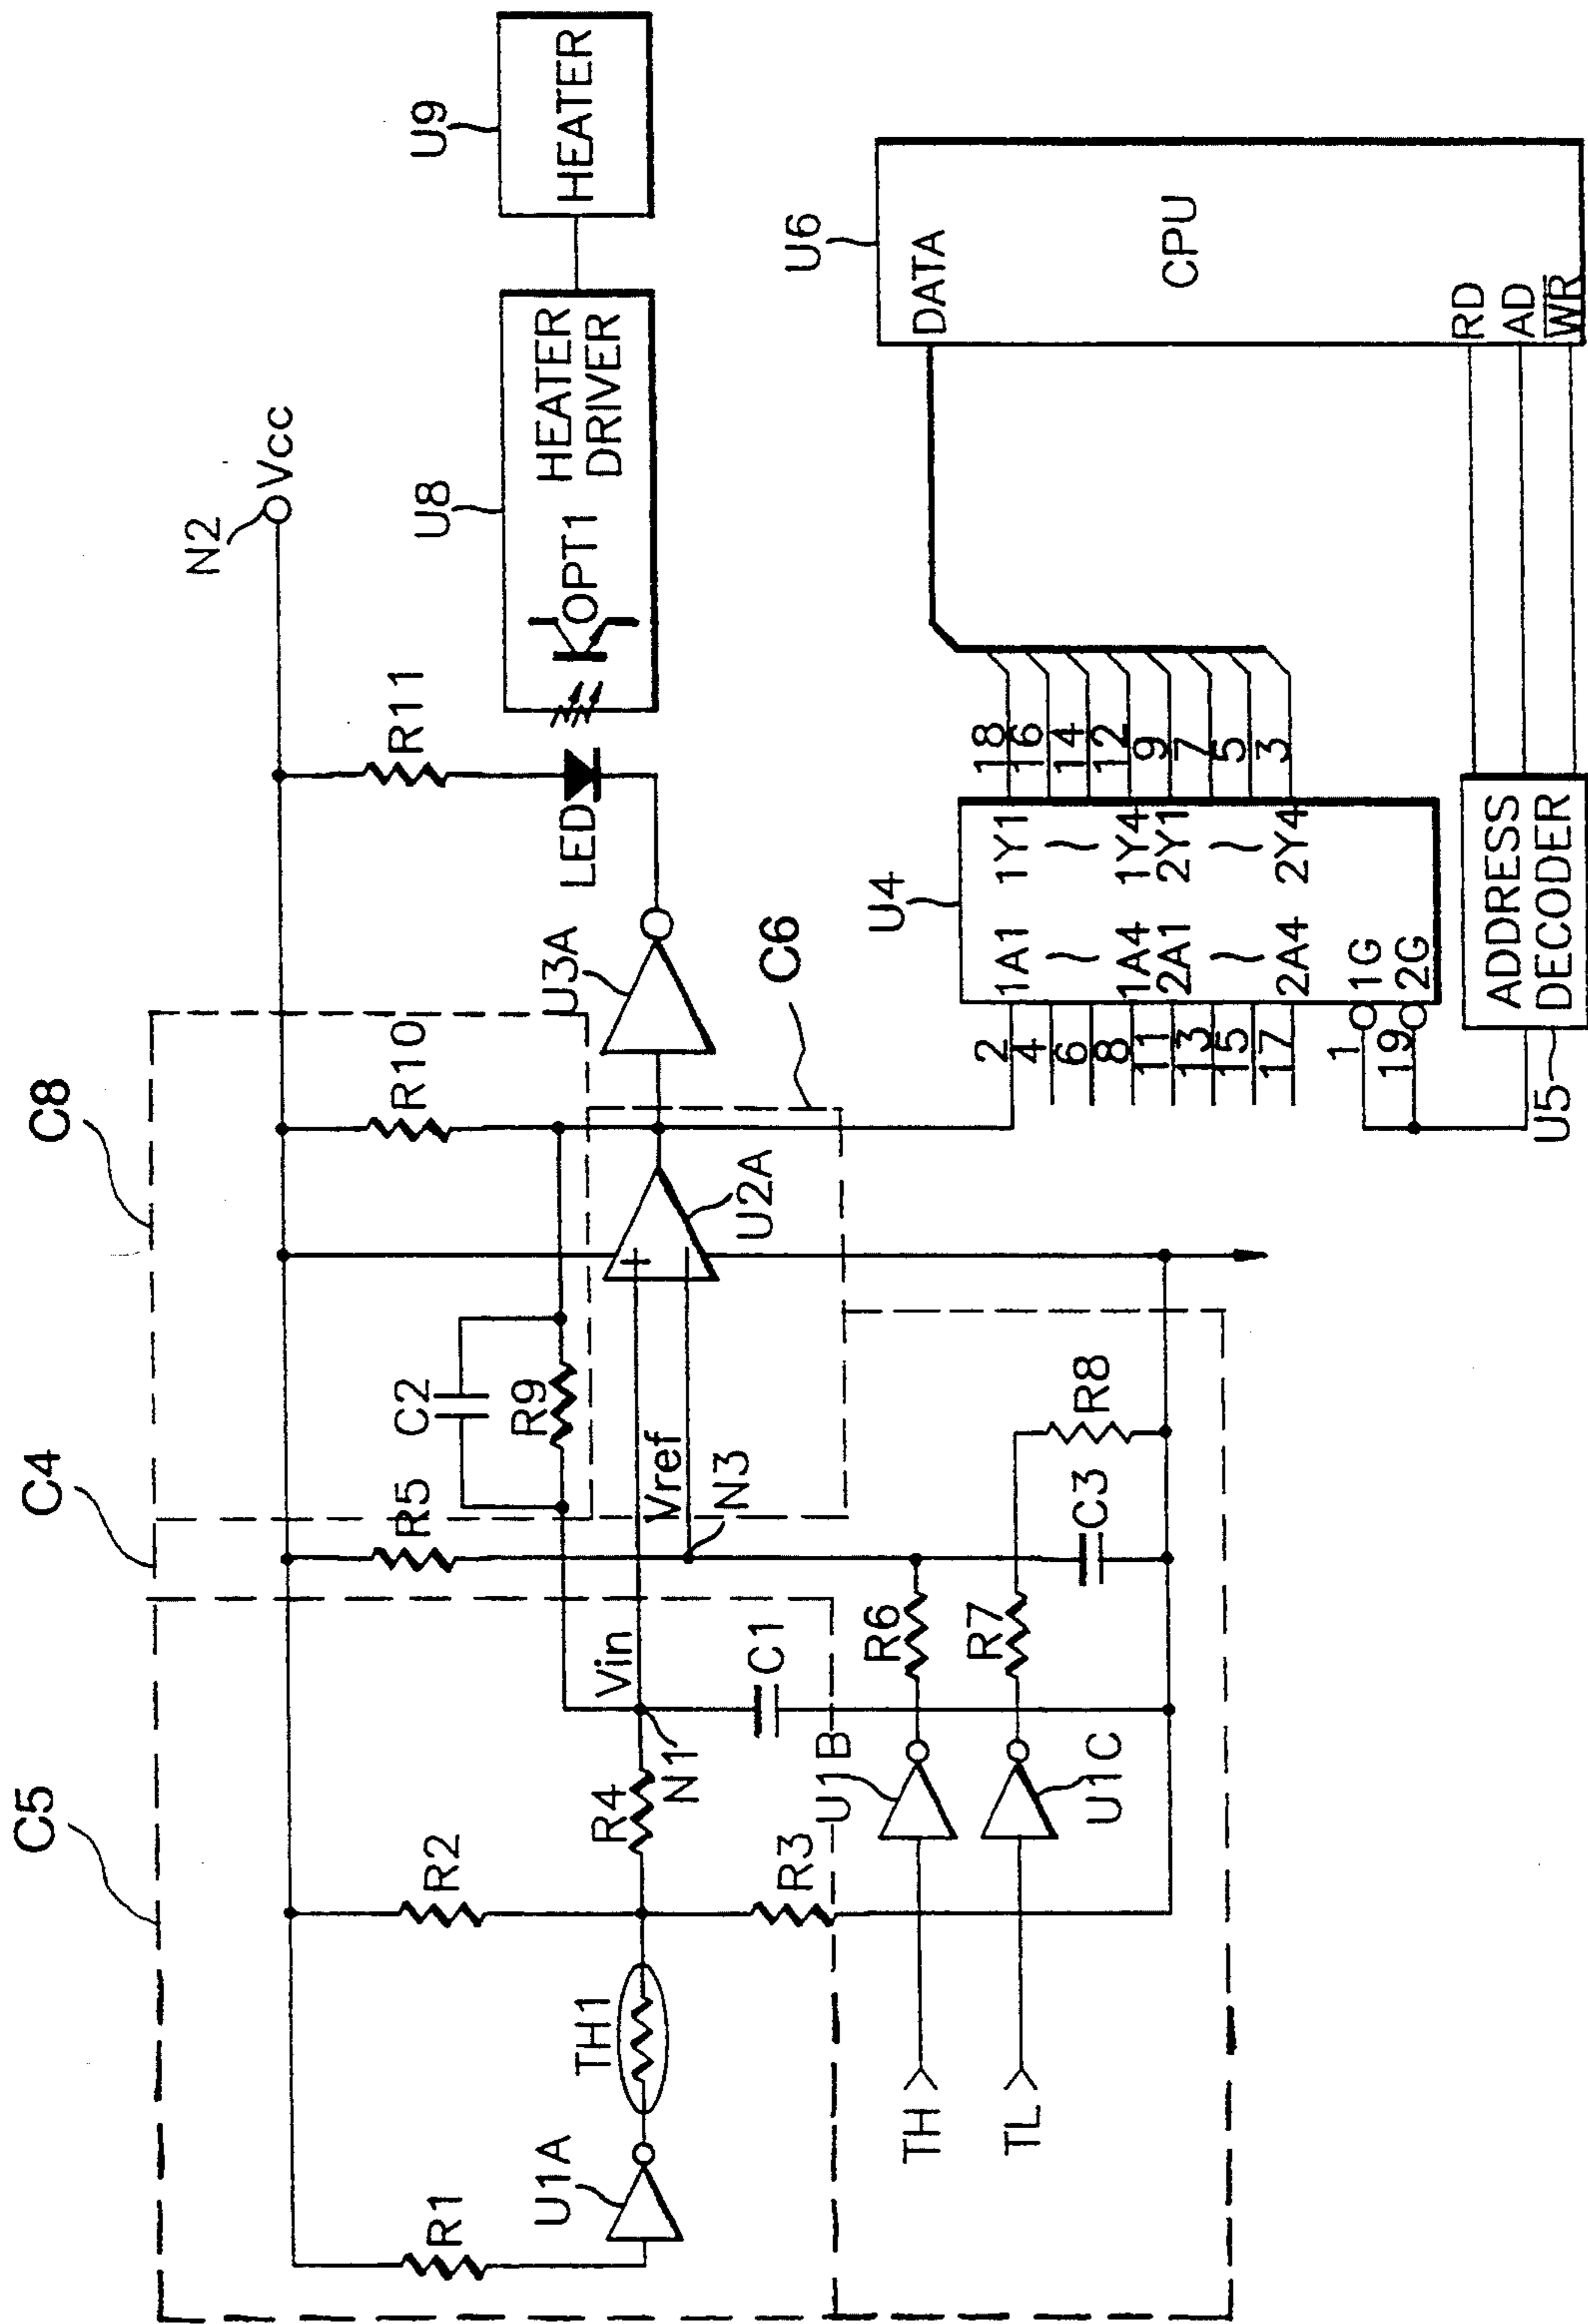 C5
C4
C8
N2
Vcc
R1
R2
R5
C2
R9
R10
R11
U8
U9
U1A
TH1
R4
Vin
N1
Vref
N3
+
−
U2A
U3A
LED
OPT1
HEATER
DRIVER
HEATER
R3
C1
C6
U1B
R6
TH
U1C
R7
TL
C3
R8
U4
2
4
6
8
11
13
15
17
1
19
1A1
~
1A4
2A1
~
2A4
1G
2G
1Y1
~
1Y4
2Y1
~
2Y4
18
16
14
12
9
7
5
3
U5
ADDRESS
DECODER
U6
DATA
CPU
RD
AD
WR